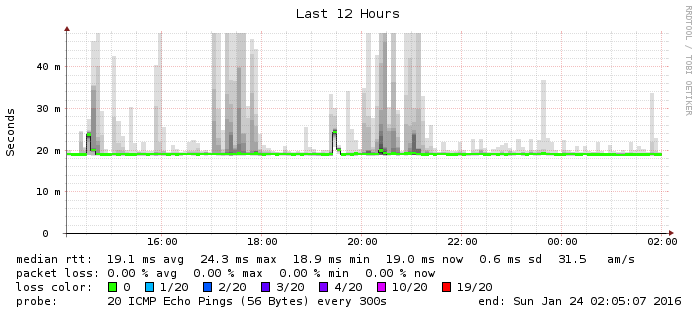 Last 12 Hours
RRDTOOL / TOBI OETIKER
Seconds
40 m
30 m
20 m
10 m
0
16:00 18:00 20:00 22:00 00:00 02:00
median rtt: 19.1 ms avg 24.3 ms max 18.9 ms min 19.0 ms now 0.6 ms sd 31.5 am/s
packet loss: 0.00 % avg 0.00 % max 0.00 % min 0.00 % now
loss color: 0 1/20 2/20 3/20 4/20 10/20 19/20
probe: 20 ICMP Echo Pings (56 Bytes) every 300s end: Sun Jan 24 02:05:07 2016